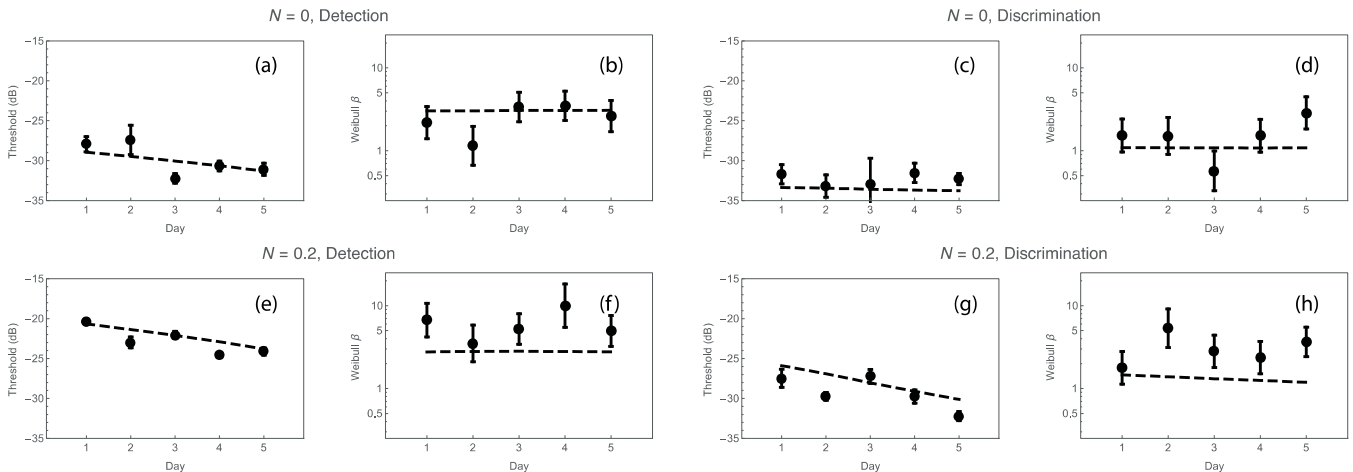 N = 0, Detection
N = 0, Discrimination
(a)
Threshold (dB)
−15
−20
−25
−30
−35
1 2 3 4 5
Day
(b)
Weibull β
10
5
1
0.5
1 2 3 4 5
Day
(c)
Threshold (dB)
−15
−20
−25
−30
−35
1 2 3 4 5
Day
(d)
Weibull β
10
5
1
0.5
1 2 3 4 5
Day
N = 0.2, Detection
N = 0.2, Discrimination
(e)
Threshold (dB)
−15
−20
−25
−30
−35
1 2 3 4 5
Day
(f)
Weibull β
10
5
1
0.5
1 2 3 4 5
Day
(g)
Threshold (dB)
−15
−20
−25
−30
−35
1 2 3 4 5
Day
(h)
Weibull β
10
5
1
0.5
1 2 3 4 5
Day